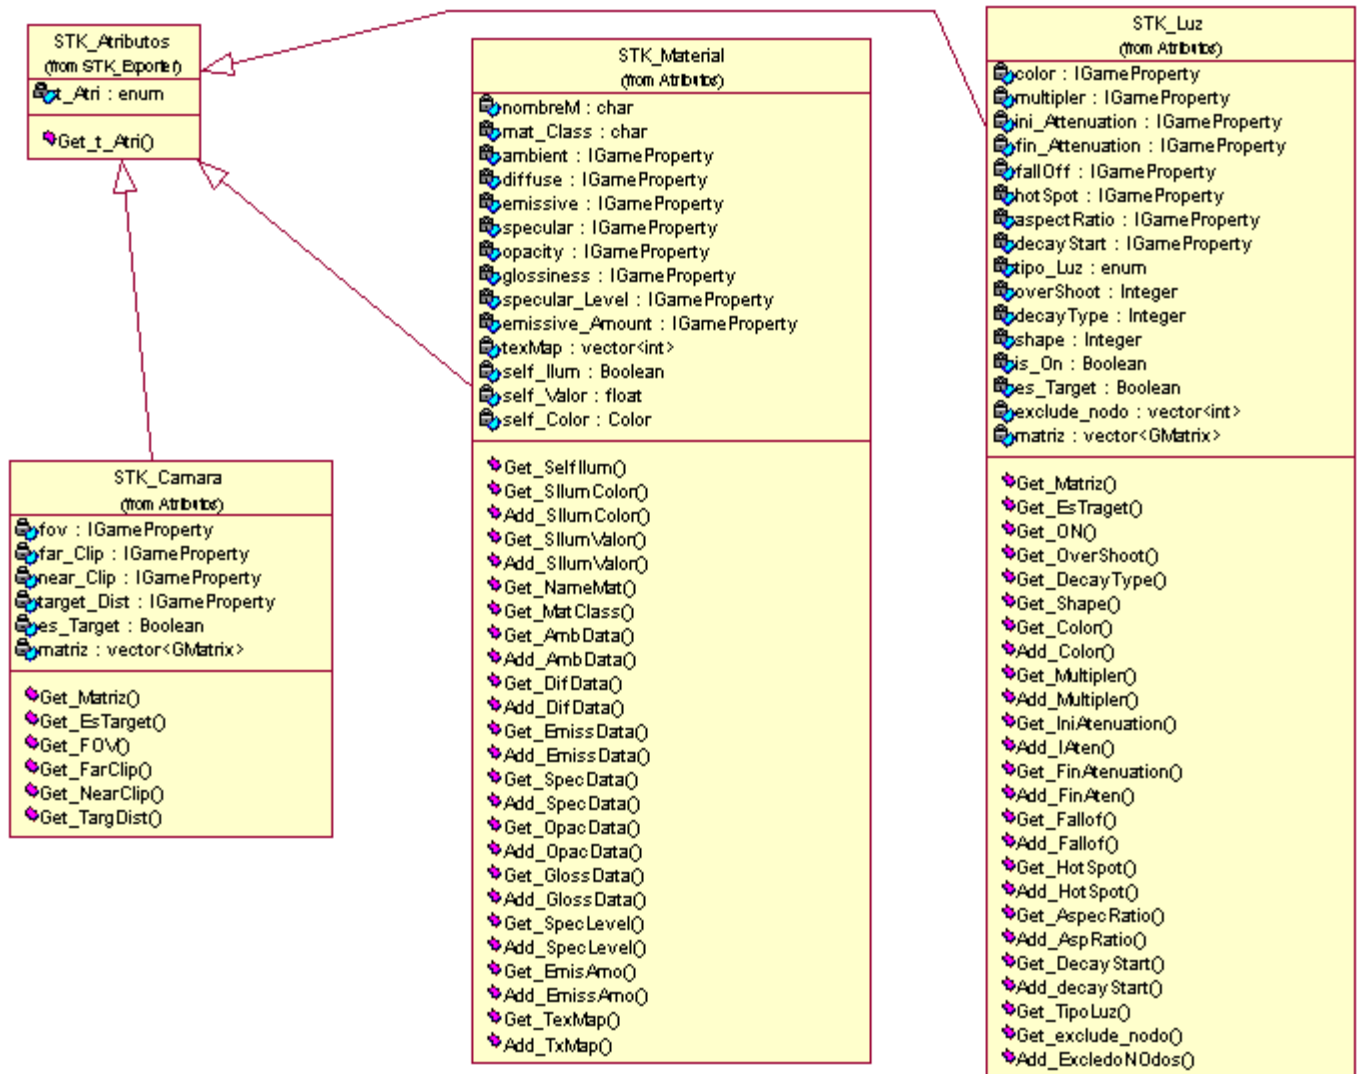 STK_Atributos
(from STK_Exporter)
t_Atri : enum
Get_t_Atri()
STK_Camara
(from Atributos)
fov : IGameProperty
far_Clip : IGameProperty
near_Clip : IGameProperty
target_Dist : IGameProperty
es_Target : Boolean
matriz : vector<GMatrix>
Get_Matriz()
Get_EsTarget()
Get_FOV()
Get_FarClip()
Get_NearClip()
Get_TargDist()
STK_Material
(from Atributos)
nombreM : char
mat_Class : char
ambient : IGameProperty
diffuse : IGameProperty
emissive : IGameProperty
specular : IGameProperty
opacity : IGameProperty
glossiness : IGameProperty
specular_Level : IGameProperty
emissive_Amount : IGameProperty
texMap : vector<int>
self_Ilum : Boolean
self_Valor : float
self_Color : Color
Get_SelfIlum()
Get_SIlumColor()
Add_SIlumColor()
Get_SIlumValor()
Add_SIlumValor()
Get_NameMat()
Get_MatClass()
Get_AmbData()
Add_AmbData()
Get_DifData()
Add_DifData()
Get_EmissData()
Add_EmissData()
Get_SpecData()
Add_SpecData()
Get_OpacData()
Add_OpacData()
Get_GlossData()
Add_GlossData()
Get_SpecLevel()
Add_SpecLevel()
Get_EmisAmo()
Add_EmissAmo()
Get_TexMap()
Add_TxMap()
STK_Luz
(from Atributos)
color : IGameProperty
multipler : IGameProperty
ini_Attenuation : IGameProperty
fin_Attenuation : IGameProperty
fallOff : IGameProperty
hotSpot : IGameProperty
aspectRatio : IGameProperty
decayStart : IGameProperty
tipo_Luz : enum
overShoot : Integer
decayType : Integer
shape : Integer
is_On : Boolean
es_Target : Boolean
exclude_nodo : vector<int>
matriz : vector<GMatrix>
Get_Matriz()
Get_EsTraget()
Get_ON()
Get_OverShoot()
Get_DecayType()
Get_Shape()
Get_Color()
Add_Color()
Get_Multipler()
Add_Multipler()
Get_IniAtenuation()
Add_IAten()
Get_FinAtenuation()
Add_FinAten()
Get_Fallof()
Add_Fallof()
Get_HotSpot()
Add_HotSpot()
Get_AspecRatio()
Add_AspRatio()
Get_DecayStart()
Add_decayStart()
Get_TipoLuz()
Get_exclude_nodo()
Add_ExcledoNOdos()